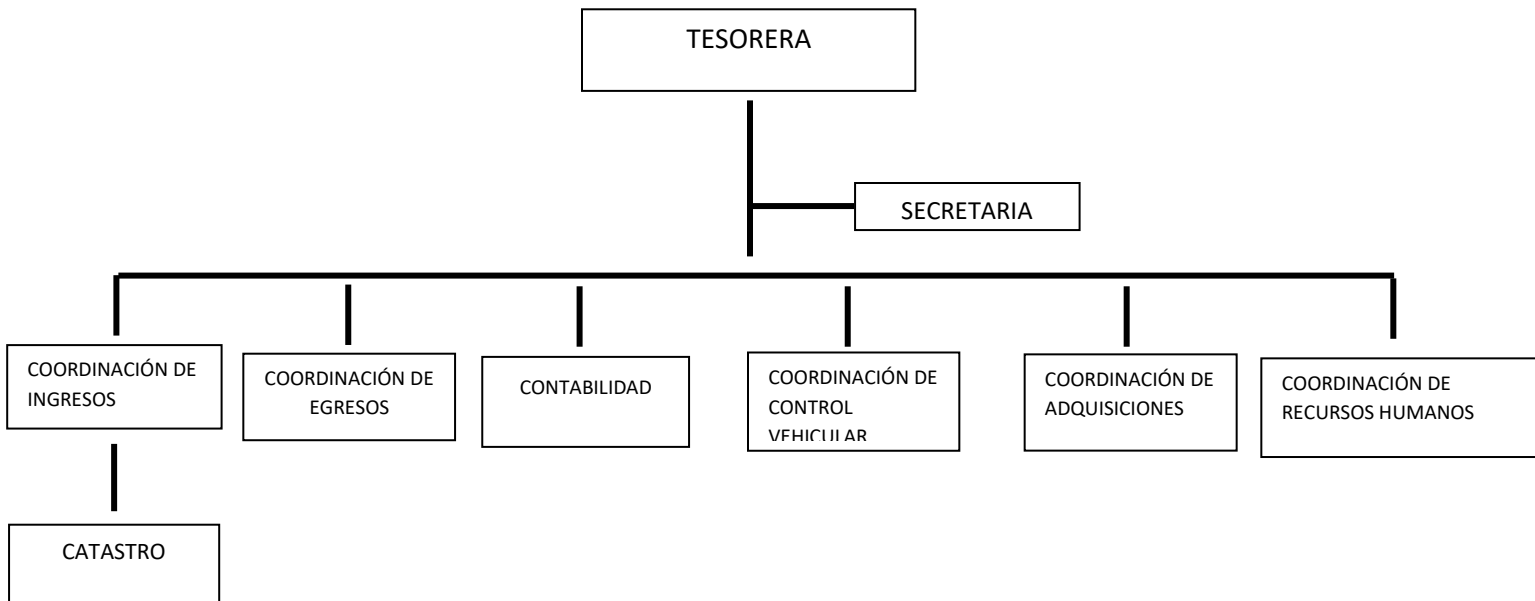 TESORERA
SECRETARIA
COORDINACIÓN DE
INGRESOS
COORDINACIÓN DE
EGRESOS
CONTABILIDAD
COORDINACIÓN DE
CONTROL
VEHICULAR
COORDINACIÓN DE
ADQUISICIONES
COORDINACIÓN DE
RECURSOS HUMANOS
CATASTRO